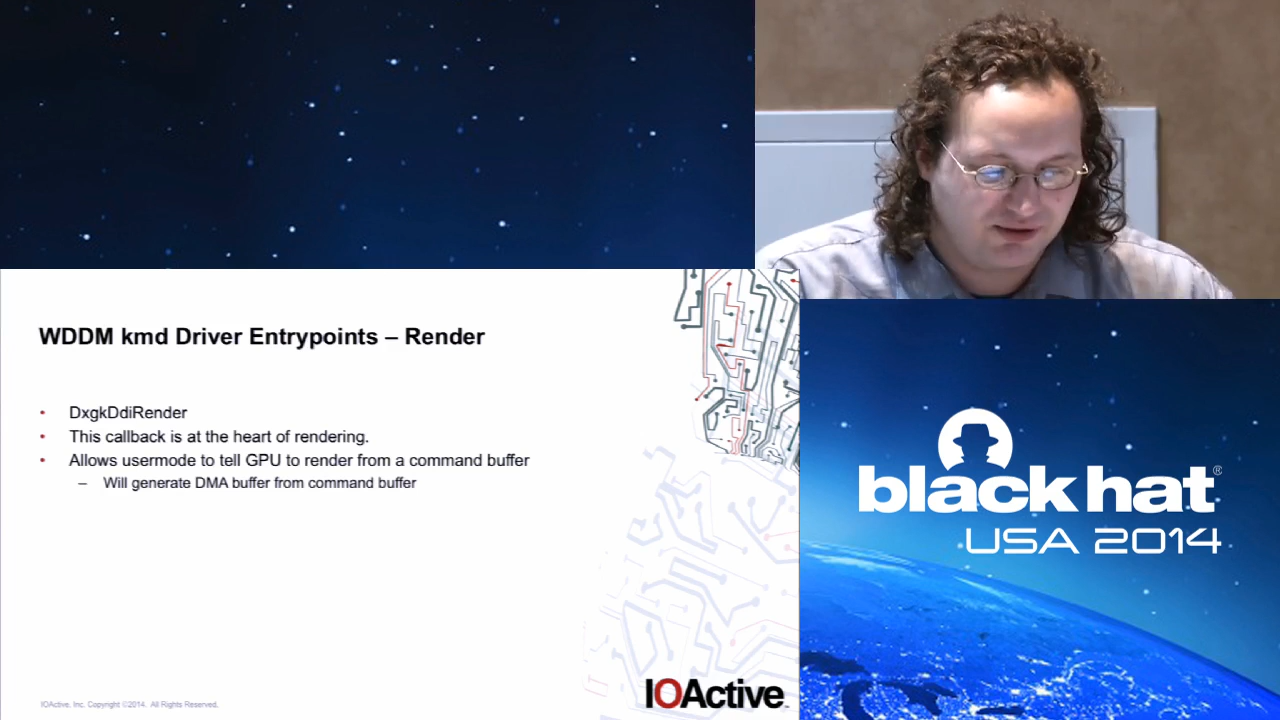 WDDM kmd Driver Entrypoints – Render
• DxgkDdiRender
• This callback is at the heart of rendering.
• Allows usermode to tell GPU to render from a command buffer
– Will generate DMA buffer from command buffer
IOActive, Inc. Copyright ©2014. All Rights Reserved.
IOActive
black hat®
USA 2014